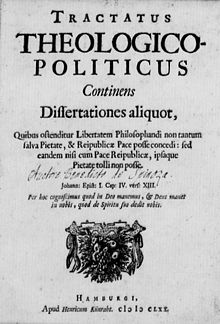 TRACTATUS
THEOLOGICO-
POLITICUS
Continens
Dissertationes aliquot,
Quibus ostenditur Libertatem Philosophandi non tantum
salva Pietate, & Reipublicæ Pace posse concedi: sed
eandem nisi cum Pace Reipublicæ, ipsaque
Pietate tolli non posse.
Auctore Benedicto de Spinoza.
Johann: Epist: I. Cap: IV. vers: XIII.
Per hoc cognoscimus quod in Deo manemus, & Deus manet
in nobis, quod de Spiritu suo dedit nobis.
HAMBURGI,
Apud Henricum Künraht. CIↃ IↃ CLXX.